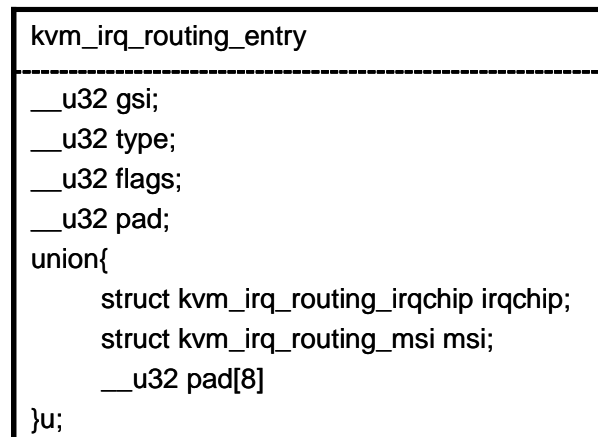 kvm_irq_routing_entry
__u32 gsi;
__u32 type;
__u32 flags;
__u32 pad;
union{
struct kvm_irq_routing_irqchip irqchip;
struct kvm_irq_routing_msi msi;
__u32 pad[8]
}u;